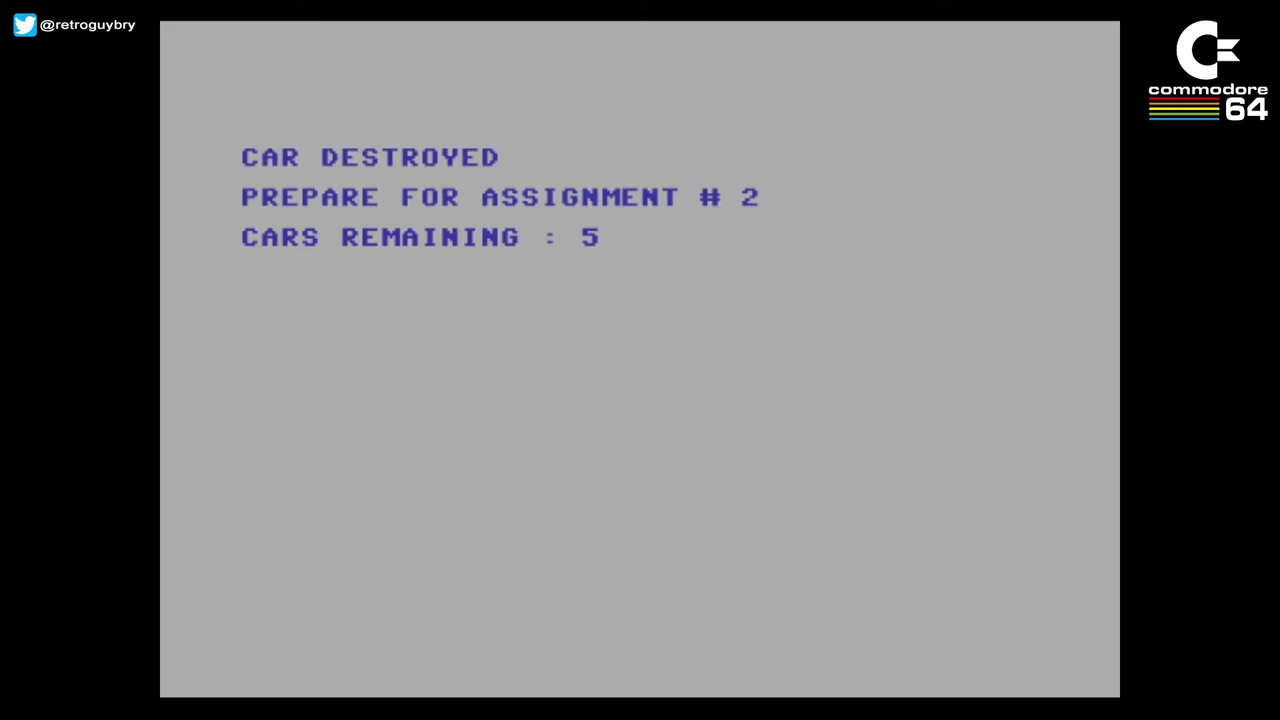 @retroguybry
commodore
64
CAR DESTROYED
PREPARE FOR ASSIGNMENT # 2
CARS REMAINING : 5